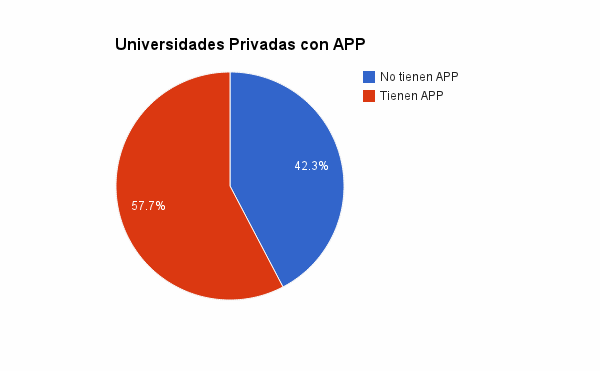 Universidades Privadas con APP
No tienen APP
Tienen APP
42.3%
57.7%